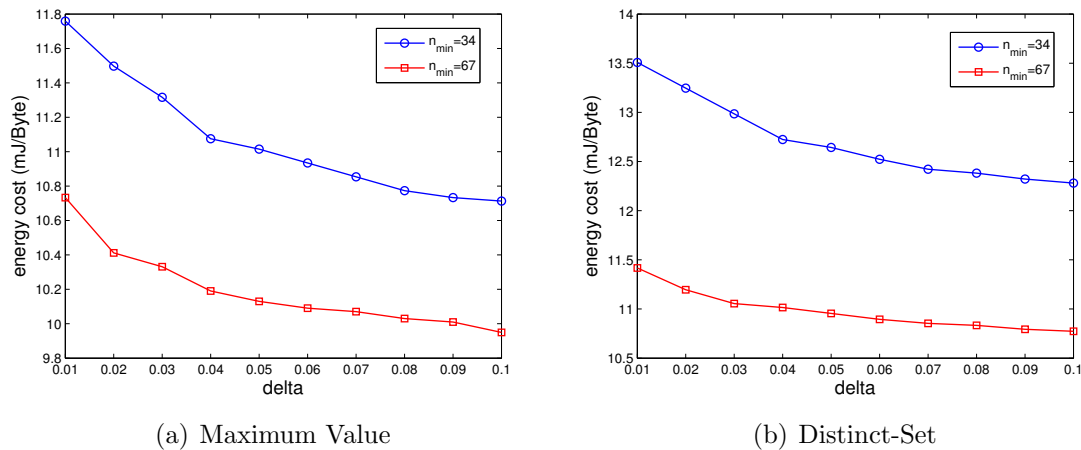 11.8
11.6
11.4
11.2
11
10.8
10.6
10.4
10.2
10
9.8
energy cost (mJ/Byte)
n_min=34
n_min=67
0.01 0.02 0.03 0.04 0.05 0.06 0.07 0.08 0.09 0.1
delta
(a) Maximum Value
14
13.5
13
12.5
12
11.5
11
10.5
energy cost (mJ/Byte)
n_min=34
n_min=67
0.01 0.02 0.03 0.04 0.05 0.06 0.07 0.08 0.09 0.1
delta
(b) Distinct-Set